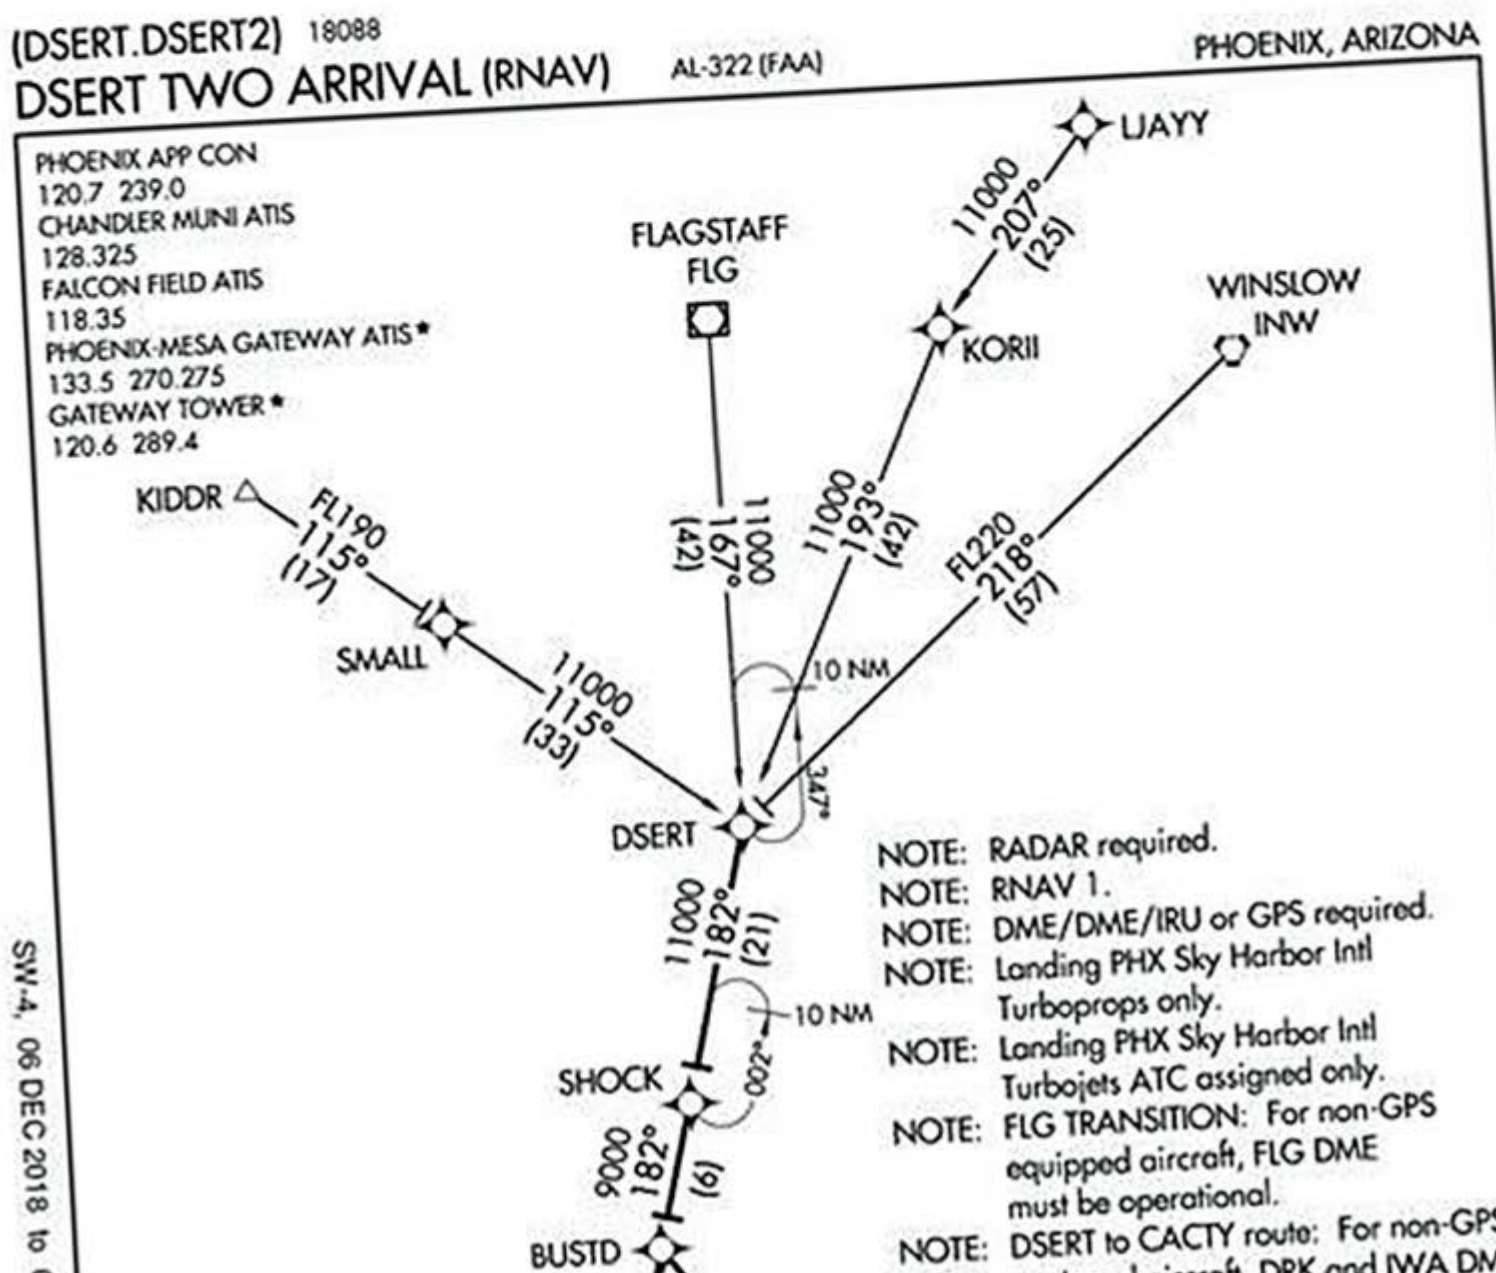 (DSERT.DSERT2) 18088
DSERT TWO ARRIVAL (RNAV)
AL-322 (FAA)
PHOENIX, ARIZONA
PHOENIX APP CON
120.7 239.0
CHANDLER MUNI ATIS
128.325
FALCON FIELD ATIS
118.35
PHOENIX-MESA GATEWAY ATIS*
133.5 270.275
GATEWAY TOWER*
120.6 289.4
IJAYY
11000
207°
(25)
FLAGSTAFF
FLG
KORII
WINSLOW
INW
KIDDR
FL190
115°
(17)
11000
167°
(42)
11000
193°
(42)
FL220
218°
(57)
SMALL
11000
115°
(33)
10 NM
347°
DSERT
11000
182°
(21)
10 NM
002°
SHOCK
9000
182°
(6)
BUSTD
NOTE: RADAR required.
NOTE: RNAV 1.
NOTE: DME/DME/IRU or GPS required.
NOTE: Landing PHX Sky Harbor Intl
Turboprops only.
NOTE: Landing PHX Sky Harbor Intl
Turbojets ATC assigned only.
NOTE: FLG TRANSITION: For non-GPS
equipped aircraft, FLG DME
must be operational.
NOTE: DSERT to CACTY route: For non-GPS
aircraft, DRK and IWA DM
SW-4, 06 DEC 2018 to